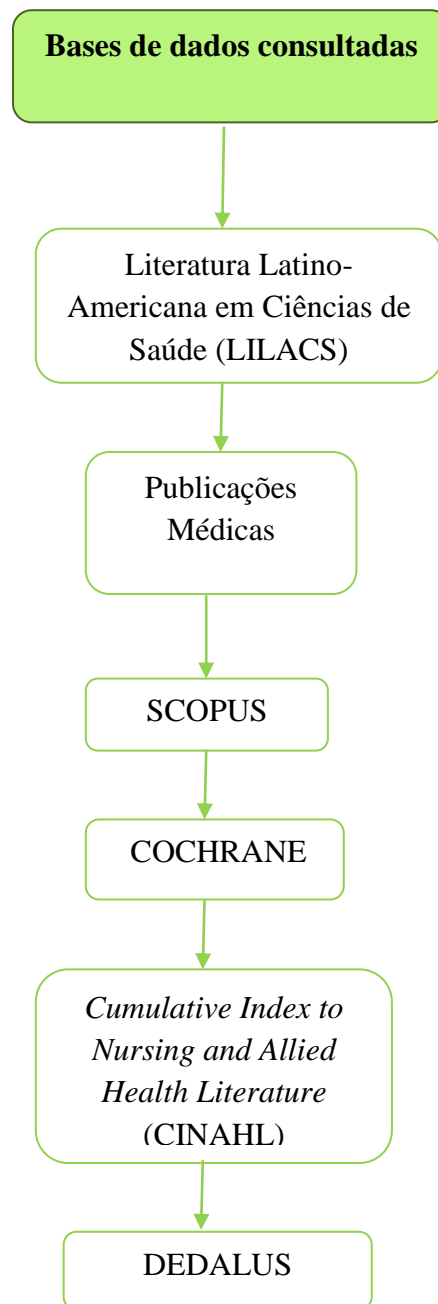 Bases de dados consultadas
Literatura Latino-
Americana em Ciências de
Saúde (LILACS)
Publicações
Médicas
SCOPUS
COCHRANE
Cumulative Index to
Nursing and Allied
Health Literature
(CINAHL)
DEDALUS